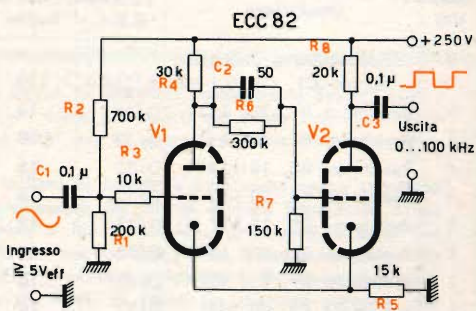 ECC 82
R8
+250V
30k
R4
C2
50
20k
0,1µ
R6
300k
C3
Uscita
0...100 kHz
R2
700k
V1
V2
R3
C1
0,1µ
10k
R7
150k
200k
R1
Ingresso
≧ 5Veff
15k
R5